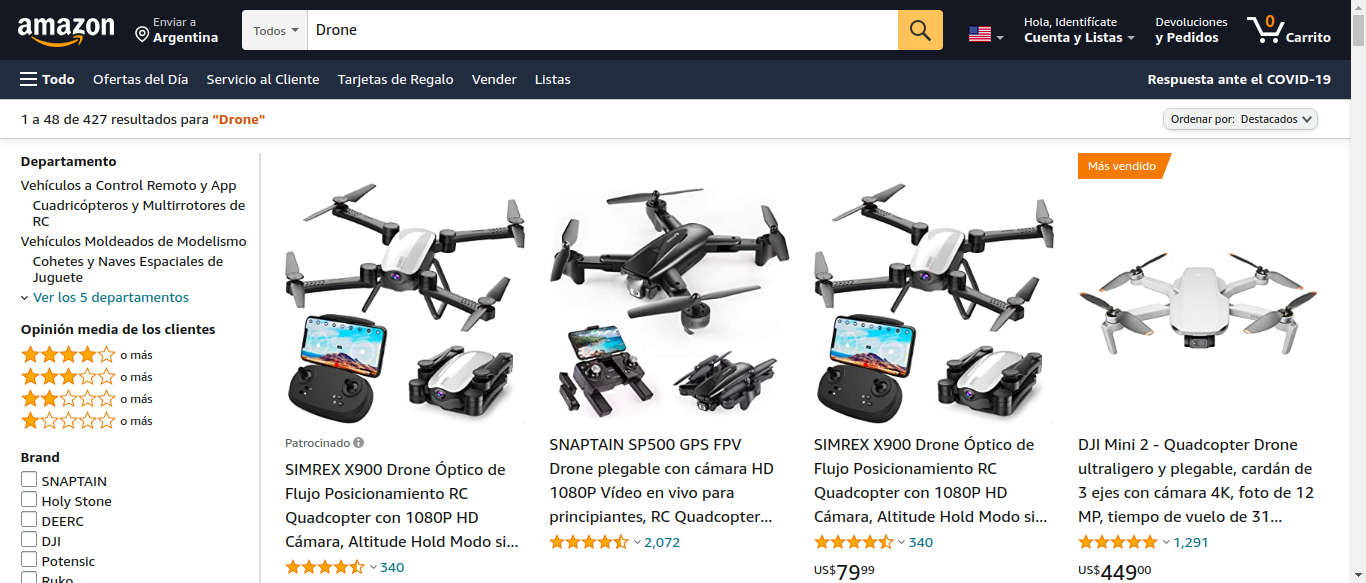 amazon
Enviar a
Argentina
Todos
Drone
Hola, Identifícate
Cuenta y Listas
Devoluciones
y Pedidos
0
Carrito
Todo
Ofertas del Día
Servicio al Cliente
Tarjetas de Regalo
Vender
Listas
Respuesta ante el COVID-19
1 a 48 de 427 resultados para "Drone"
Ordenar por: Destacados
Departamento
Vehículos a Control Remoto y App
Cuadricópteros y Multirrotores de
RC
Vehículos Moldeados de Modelismo
Cohetes y Naves Espaciales de
Juguete
Ver los 5 departamentos
Opinión media de los clientes
o más
o más
o más
o más
Brand
SNAPTAIN
Holy Stone
DEERC
DJI
Potensic
Ruko
Patrocinado
SIMREX X900 Drone Óptico de
Flujo Posicionamiento RC
Quadcopter con 1080P HD
Cámara, Altitude Hold Modo si...
340
SNAPTAIN SP500 GPS FPV
Drone plegable con cámara HD
1080P Vídeo en vivo para
principiantes, RC Quadcopter...
2,072
SIMREX X900 Drone Óptico de
Flujo Posicionamiento RC
Quadcopter con 1080P HD
Cámara, Altitude Hold Modo si...
340
US$7999
Más vendido
DJI Mini 2 - Quadcopter Drone
ultraligero y plegable, cardán de
3 ejes con cámara 4K, foto de 12
MP, tiempo de vuelo de 31...
1,291
US$44900